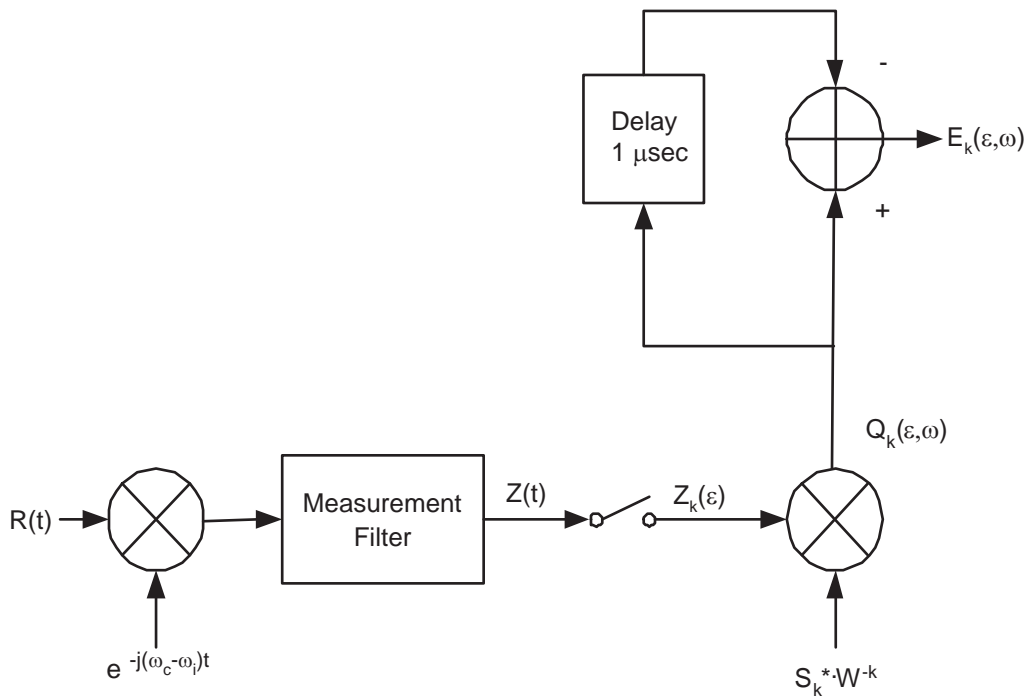 -
Delay
1 μsec
E_k(ε,ω)
+
Q_k(ε,ω)
R(t)
Measurement
Filter
Z(t)
Z_k(ε)
e^-j(ω_c-ω_i)t
S_k*·W^-k